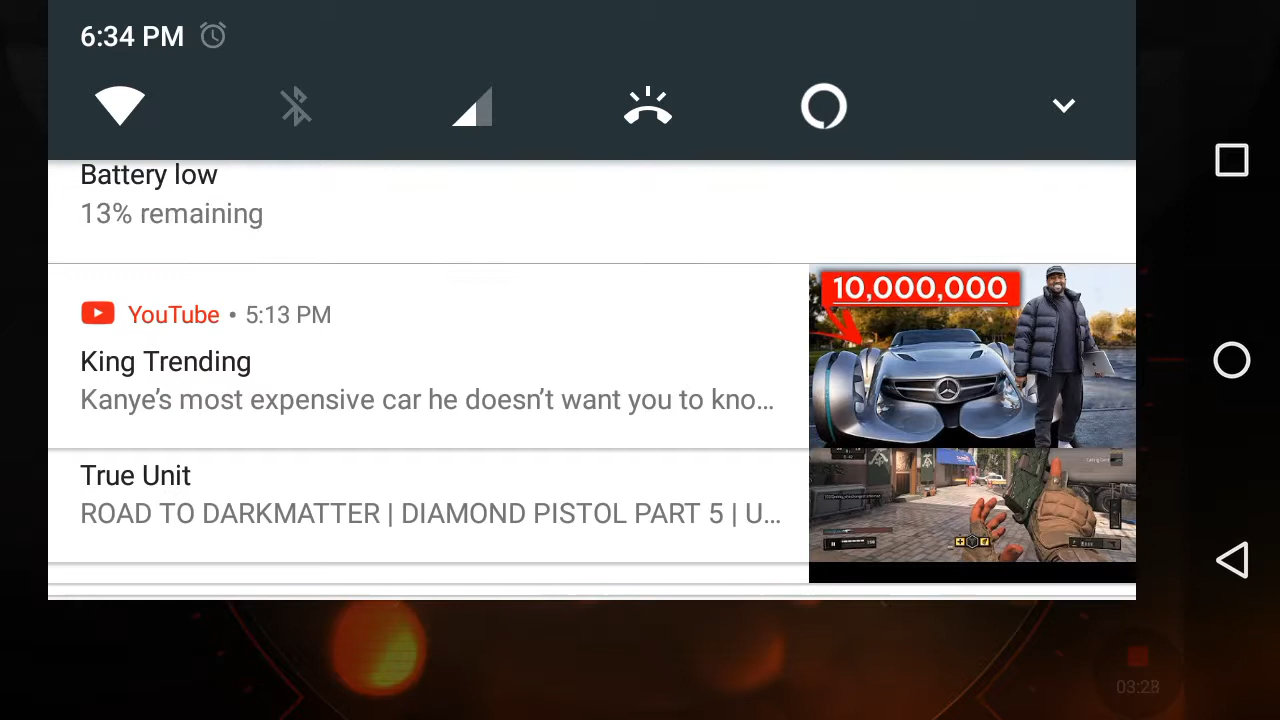 6:34 PM
Battery low
13% remaining
YouTube • 5:13 PM
King Trending
Kanye’s most expensive car he doesn’t want you to kno…
10,000,000
True Unit
ROAD TO DARKMATTER | DIAMOND PISTOL PART 5 | U…
03:28